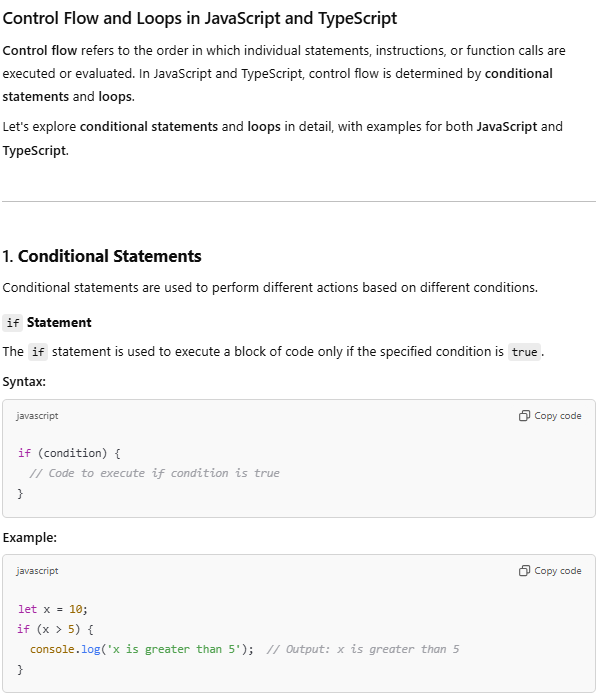 Control Flow and Loops in JavaScript and TypeScript
Control flow refers to the order in which individual statements, instructions, or function calls are
executed or evaluated. In JavaScript and TypeScript, control flow is determined by conditional
statements and loops.
Let's explore conditional statements and loops in detail, with examples for both JavaScript and
TypeScript.
1. Conditional Statements
Conditional statements are used to perform different actions based on different conditions.
if Statement
The if statement is used to execute a block of code only if the specified condition is true.
Syntax:
javascript Copy code
if (condition) {
  // Code to execute if condition is true
}
Example:
javascript Copy code
let x = 10;
if (x > 5) {
  console.log('x is greater than 5');  // Output: x is greater than 5
}